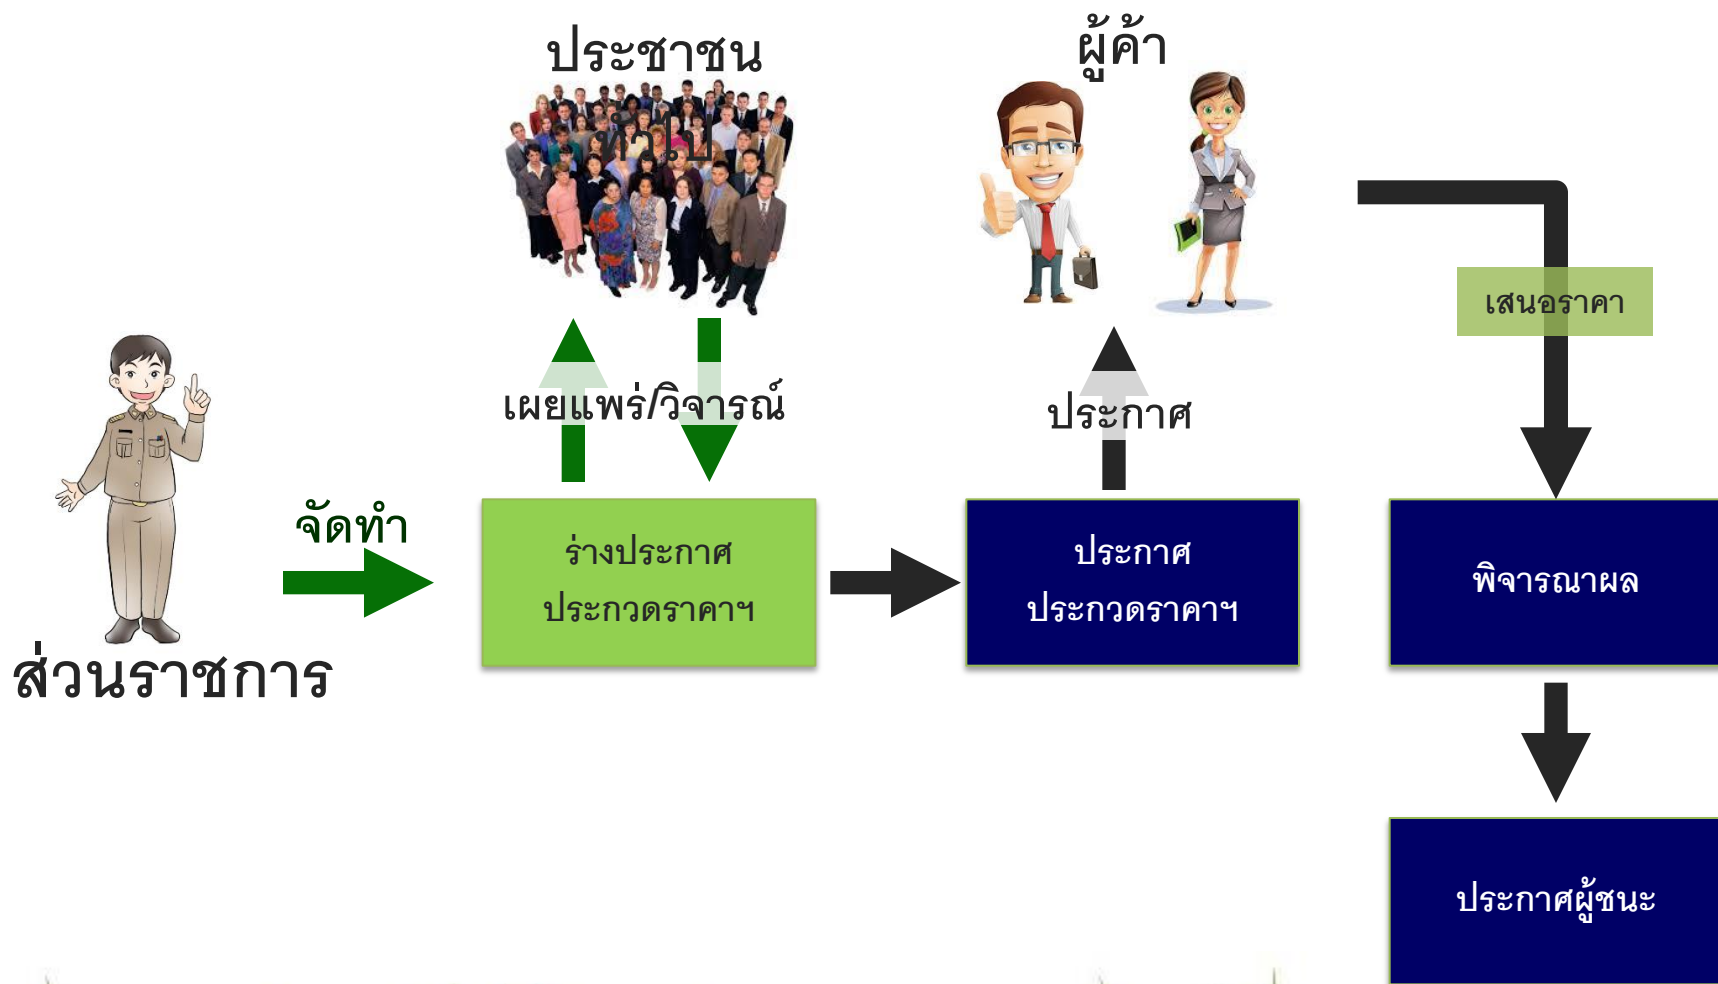 ประชาชน
ทั่วไป
ผู้ค้า
เสนอราคา
เผยแพร่/วิจารณ์
ประกาศ
จัดทำ
ร่างประกาศ
ประกวดราคาฯ
ประกาศ
ประกวดราคาฯ
พิจารณาผล
ส่วนราชการ
ประกาศผู้ชนะ